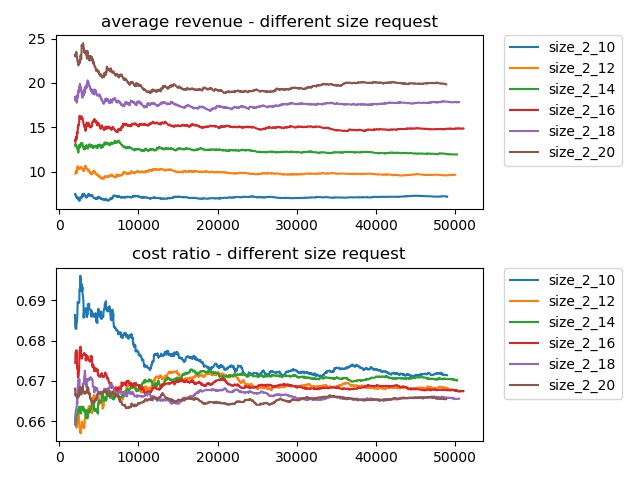 average revenue - different size request
25
20
15
10
0 10000 20000 30000 40000 50000
size_2_10
size_2_12
size_2_14
size_2_16
size_2_18
size_2_20
cost ratio - different size request
0.69
0.68
0.67
0.66
0 10000 20000 30000 40000 50000
size_2_10
size_2_12
size_2_14
size_2_16
size_2_18
size_2_20